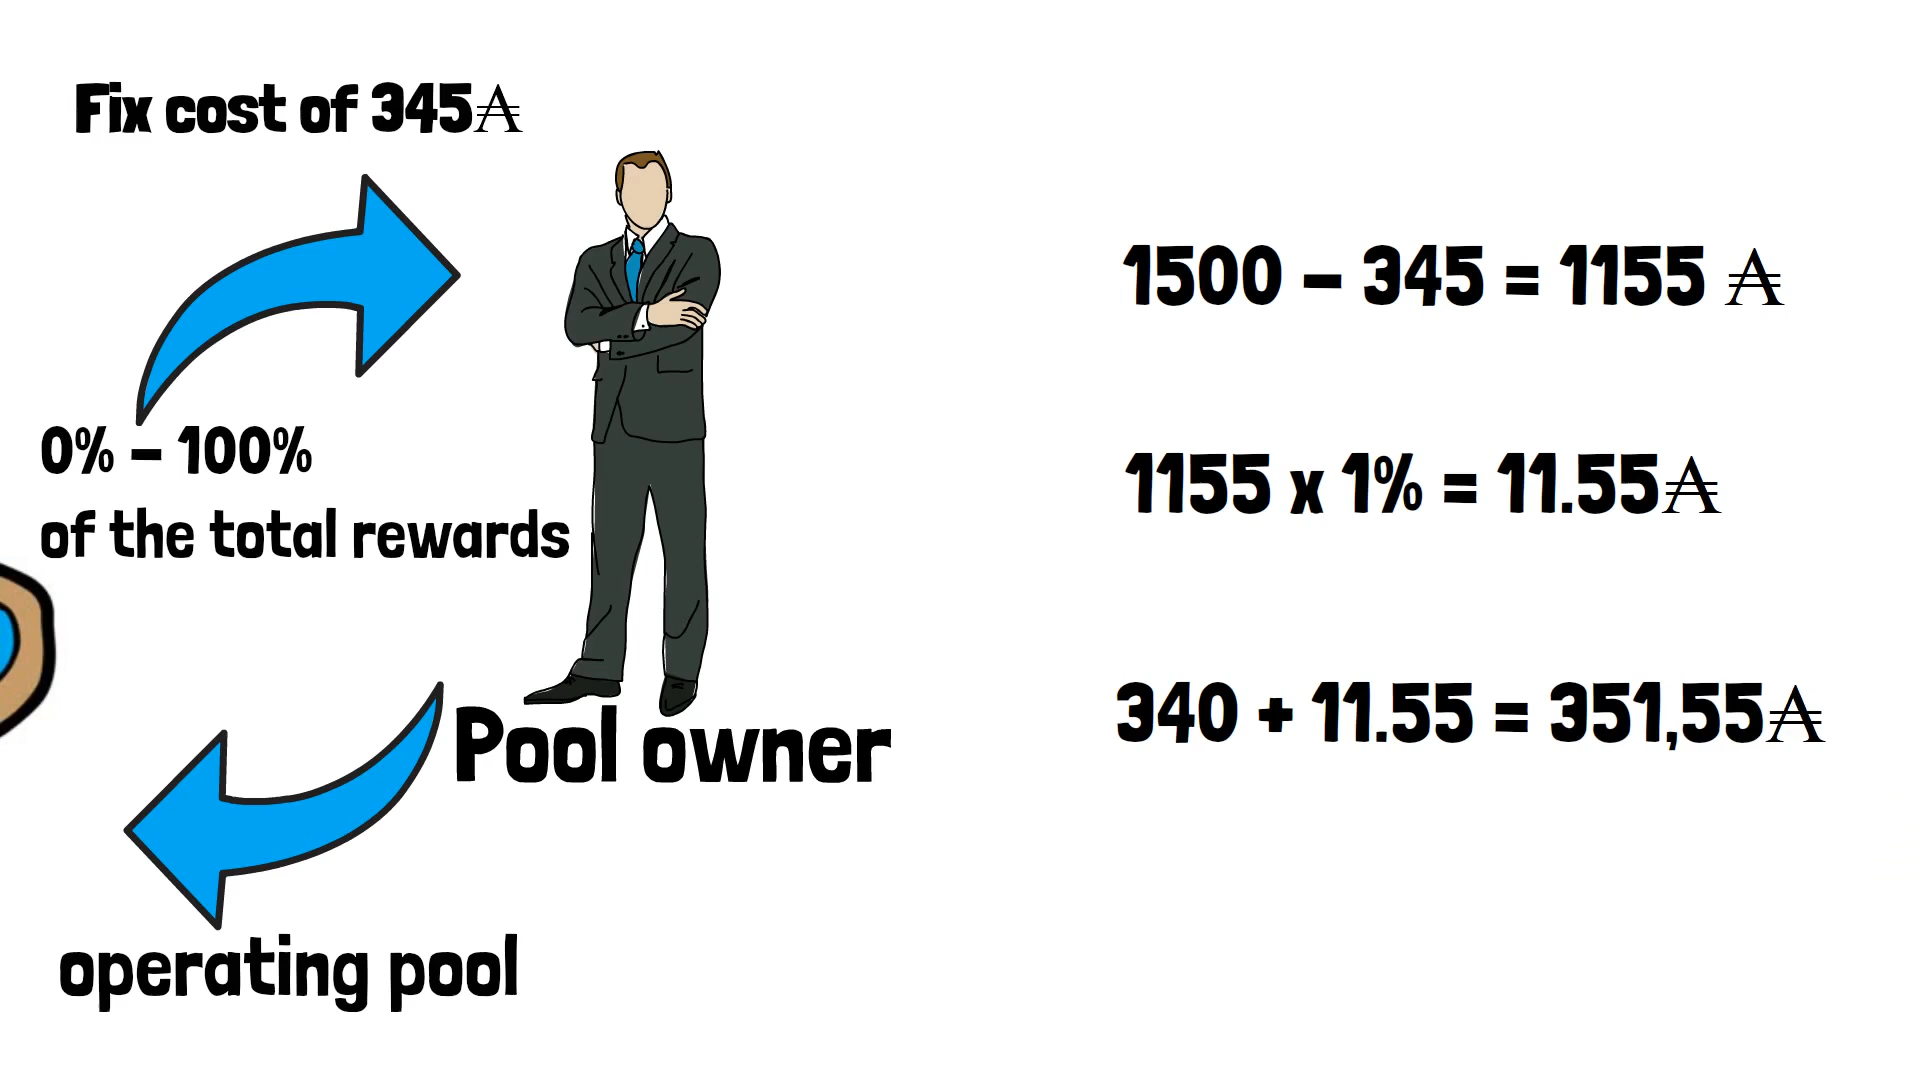 Fix cost of 345₳
0% – 100%
of the total rewards
Pool owner
operating pool
1500 – 345 = 1155 ₳
1155 x 1% = 11.55₳
340 + 11.55 = 351,55₳